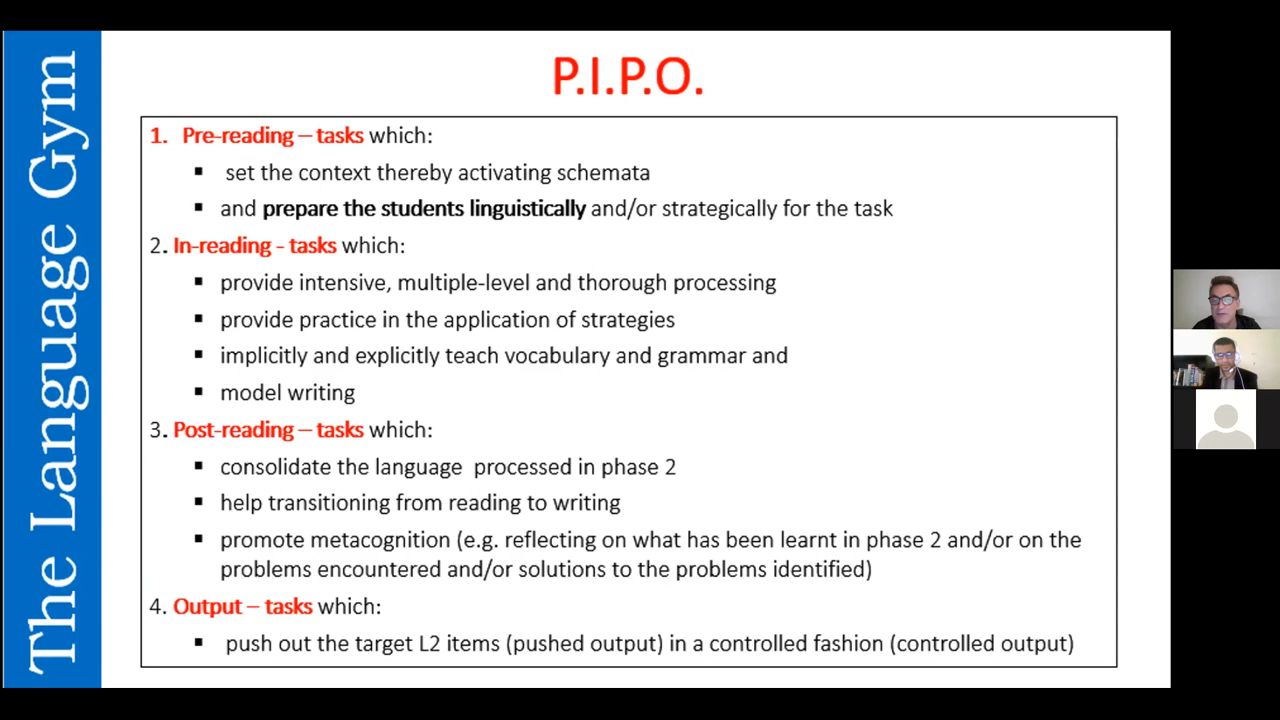 The Language Gym
P.I.P.O.
1. Pre-reading – tasks which:
▪ set the context thereby activating schemata
▪ and prepare the students linguistically and/or strategically for the task
2. In-reading - tasks which:
▪ provide intensive, multiple-level and thorough processing
▪ provide practice in the application of strategies
▪ implicitly and explicitly teach vocabulary and grammar and
▪ model writing
3. Post-reading – tasks which:
▪ consolidate the language processed in phase 2
▪ help transitioning from reading to writing
▪ promote metacognition (e.g. reflecting on what has been learnt in phase 2 and/or on the
problems encountered and/or solutions to the problems identified)
4. Output – tasks which:
▪ push out the target L2 items (pushed output) in a controlled fashion (controlled output)